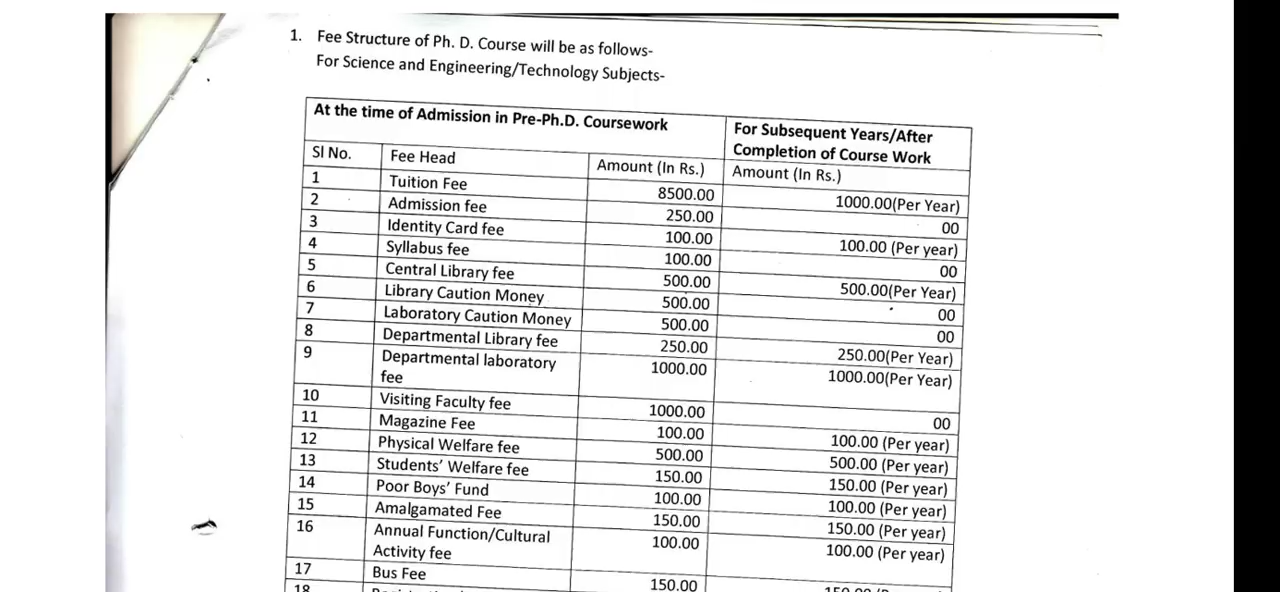 1. Fee Structure of Ph. D. Course will be as follows-
For Science and Engineering/Technology Subjects-
At the time of Admission in Pre-Ph.D. Coursework For Subsequent Years/After
Completion of Course Work
Sl No. Fee Head Amount (In Rs.) Amount (In Rs.)
1 Tuition Fee 8500.00 1000.00(Per Year)
2 Admission fee 250.00 00
3 Identity Card fee 100.00 100.00 (Per year)
4 Syllabus fee 100.00 00
5 Central Library fee 500.00 500.00(Per Year)
6 Library Caution Money 500.00 00
7 Laboratory Caution Money 500.00 00
8 Departmental Library fee 250.00 250.00(Per Year)
9 Departmental laboratory 1000.00 1000.00(Per Year)
fee
10 Visiting Faculty fee 1000.00 00
11 Magazine Fee 100.00 100.00 (Per year)
12 Physical Welfare fee 500.00 500.00 (Per year)
13 Students' Welfare fee 150.00 150.00 (Per year)
14 Poor Boys' Fund 100.00 100.00 (Per year)
15 Amalgamated Fee 150.00 150.00 (Per year)
16 Annual Function/Cultural 100.00 100.00 (Per year)
Activity fee
17 Bus Fee 150.00
18